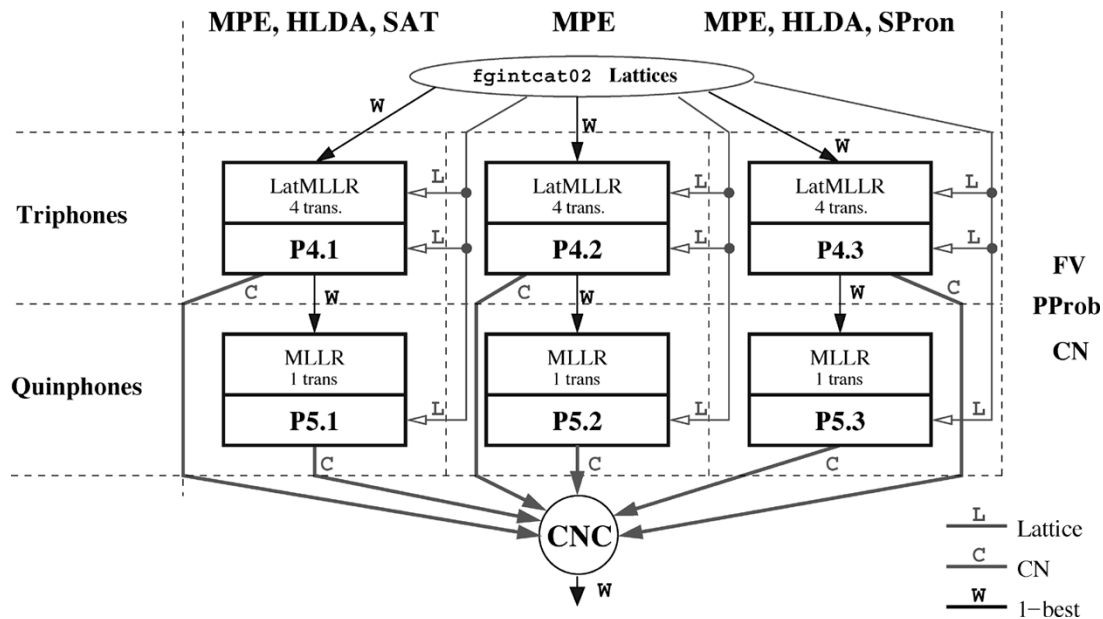 MPE, HLDA, SAT MPE MPE, HLDA, SPron
fgintcat02 Lattices
W W W
Triphones
LatMLLR LatMLLR LatMLLR
4 trans. 4 trans. 4 trans.
L L L
P4.1 P4.2 P4.3
L L L
C W C W W C
FV
PProb
CN
Quinphones
MLLR MLLR MLLR
1 trans 1 trans 1 trans
P5.1 P5.2 P5.3
L L L
C C C
CNC
W
L Lattice
C CN
W 1-best